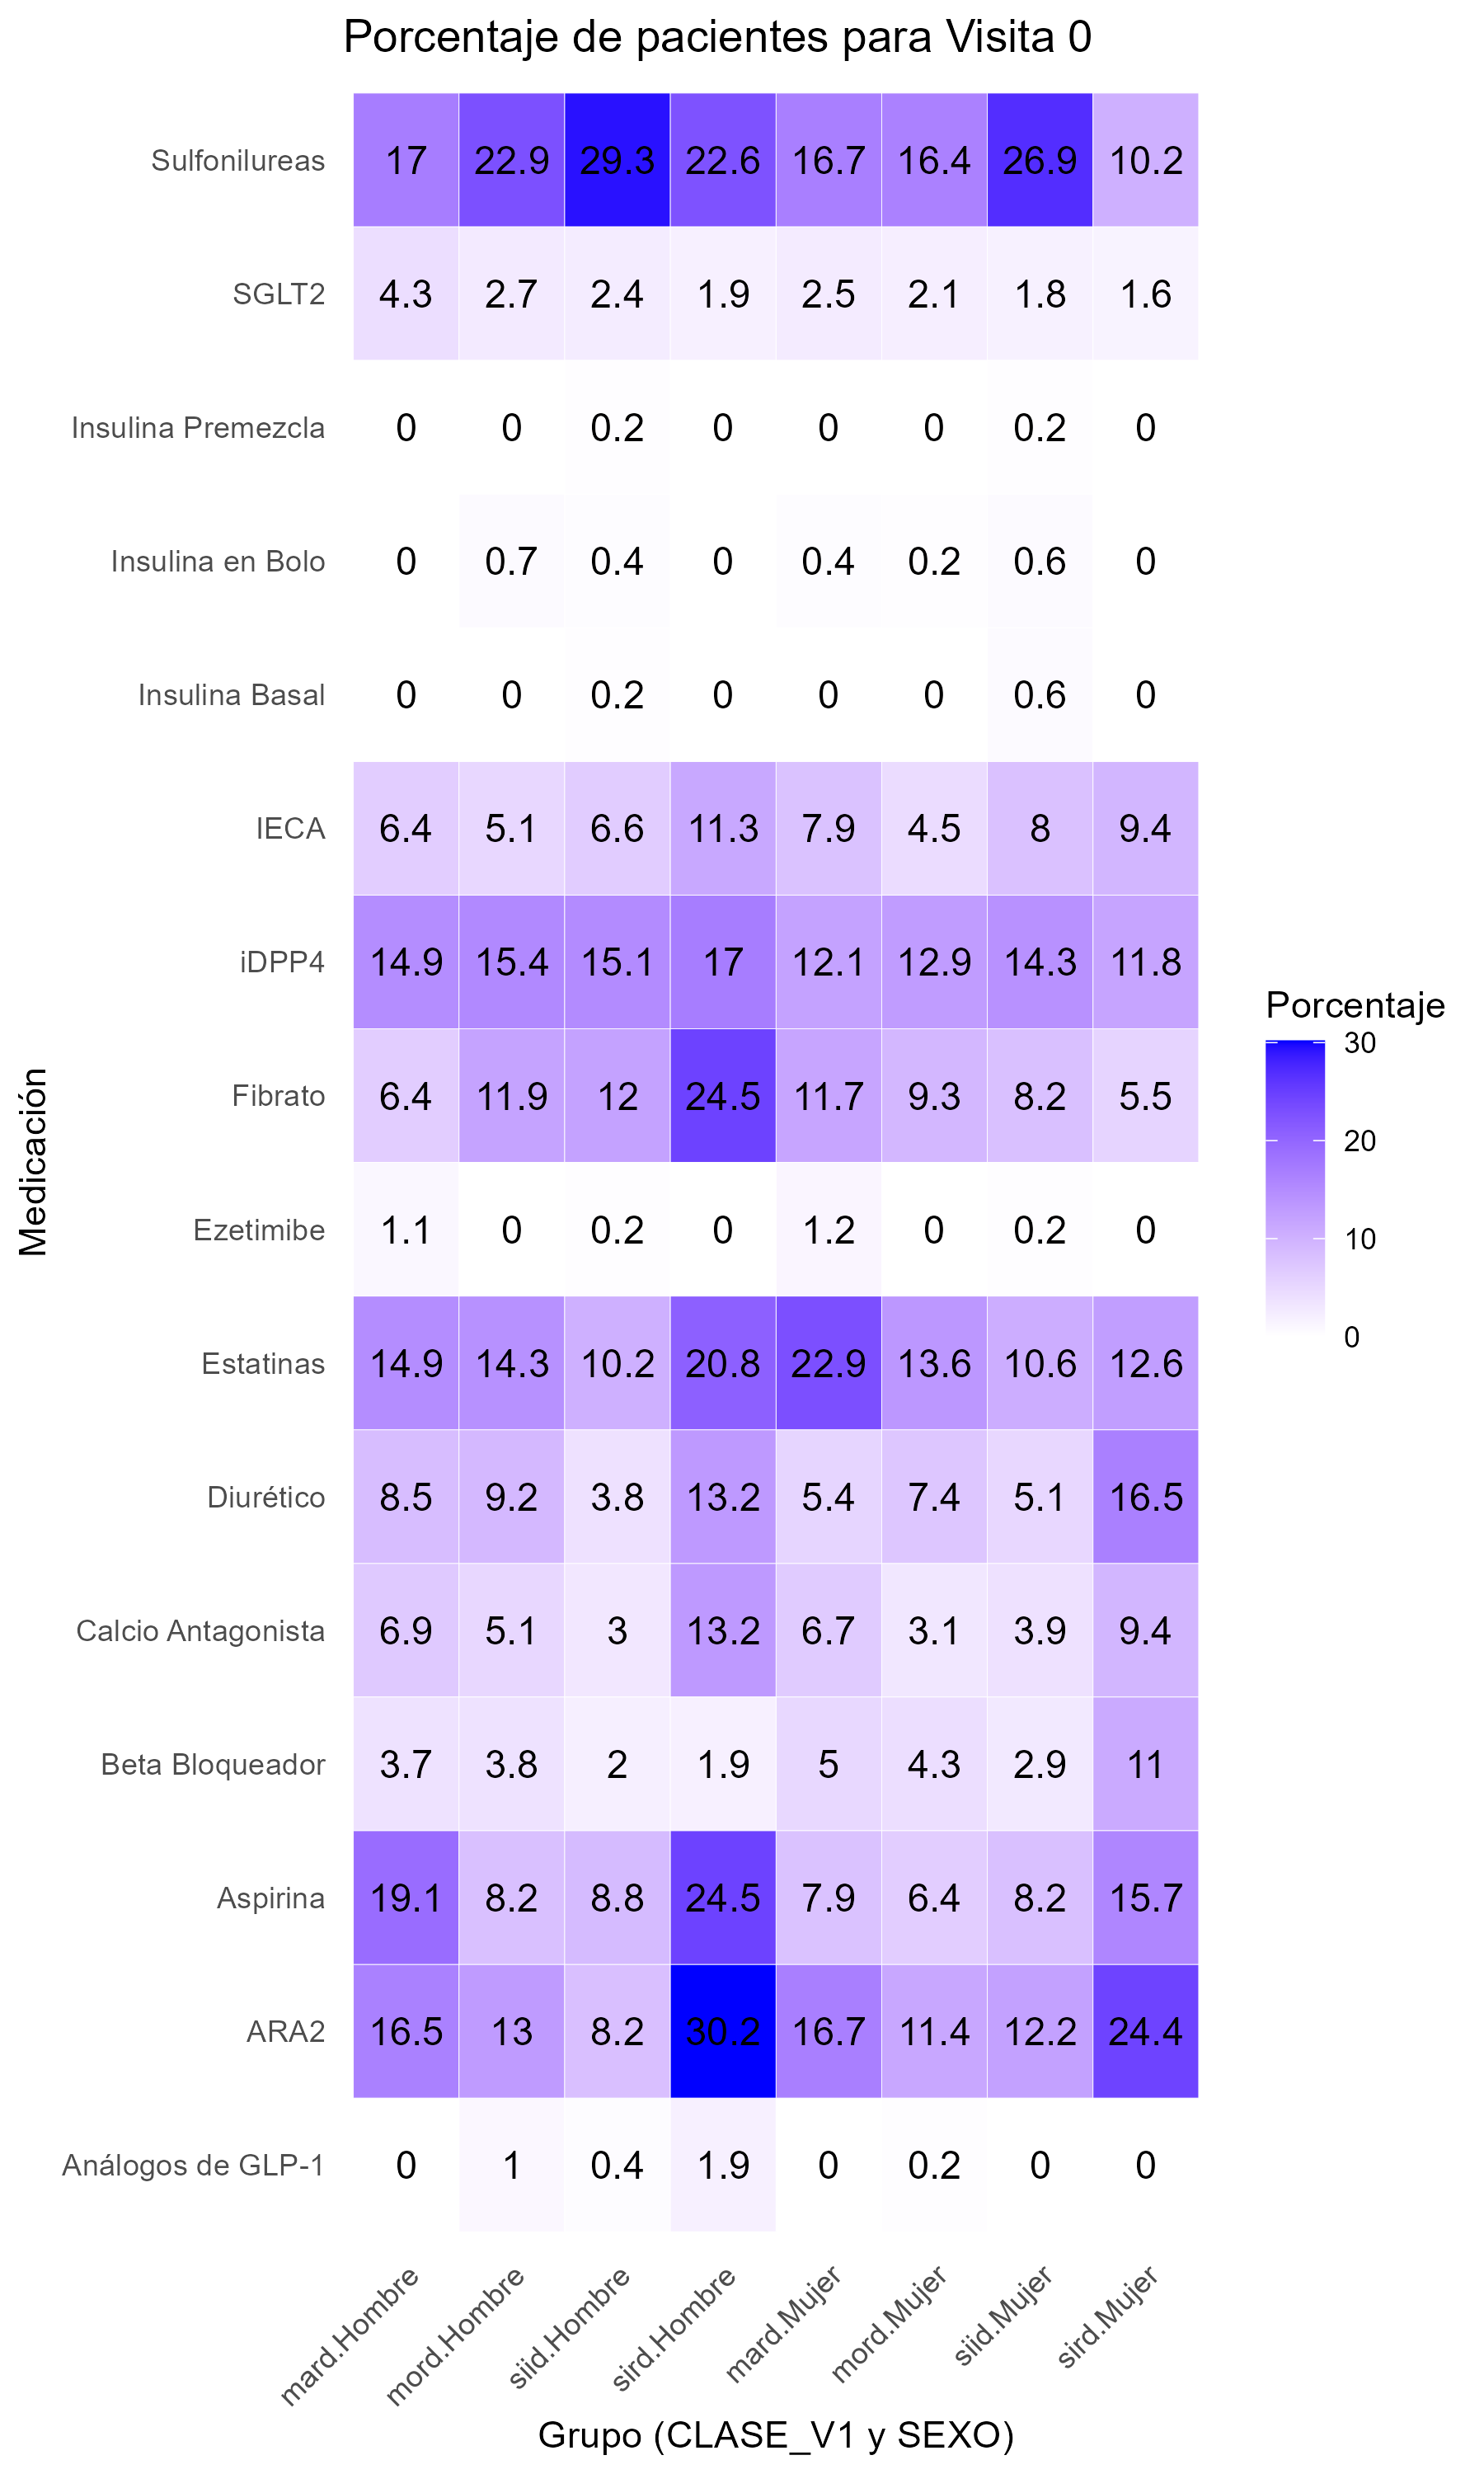 Porcentaje de pacientes para Visita 0
Sulfonilureas 17 22.9 29.3 22.6 16.7 16.4 26.9 10.2
SGLT2 4.3 2.7 2.4 1.9 2.5 2.1 1.8 1.6
Insulina Premezcla 0 0 0.2 0 0 0 0.2 0
Insulina en Bolo 0 0.7 0.4 0 0.4 0.2 0.6 0
Insulina Basal 0 0 0.2 0 0 0 0.6 0
IECA 6.4 5.1 6.6 11.3 7.9 4.5 8 9.4
iDPP4 14.9 15.4 15.1 17 12.1 12.9 14.3 11.8
Fibrato 6.4 11.9 12 24.5 11.7 9.3 8.2 5.5
Ezetimibe 1.1 0 0.2 0 1.2 0 0.2 0
Estatinas 14.9 14.3 10.2 20.8 22.9 13.6 10.6 12.6
Diurético 8.5 9.2 3.8 13.2 5.4 7.4 5.1 16.5
Calcio Antagonista 6.9 5.1 3 13.2 6.7 3.1 3.9 9.4
Beta Bloqueador 3.7 3.8 2 1.9 5 4.3 2.9 11
Aspirina 19.1 8.2 8.8 24.5 7.9 6.4 8.2 15.7
ARA2 16.5 13 8.2 30.2 16.7 11.4 12.2 24.4
Análogos de GLP-1 0 1 0.4 1.9 0 0.2 0 0
mard.Hombre mord.Hombre siid.Hombre sird.Hombre mard.Mujer mord.Mujer siid.Mujer sird.Mujer
Grupo (CLASE_V1 y SEXO)
Medicación
Porcentaje
30
20
10
0